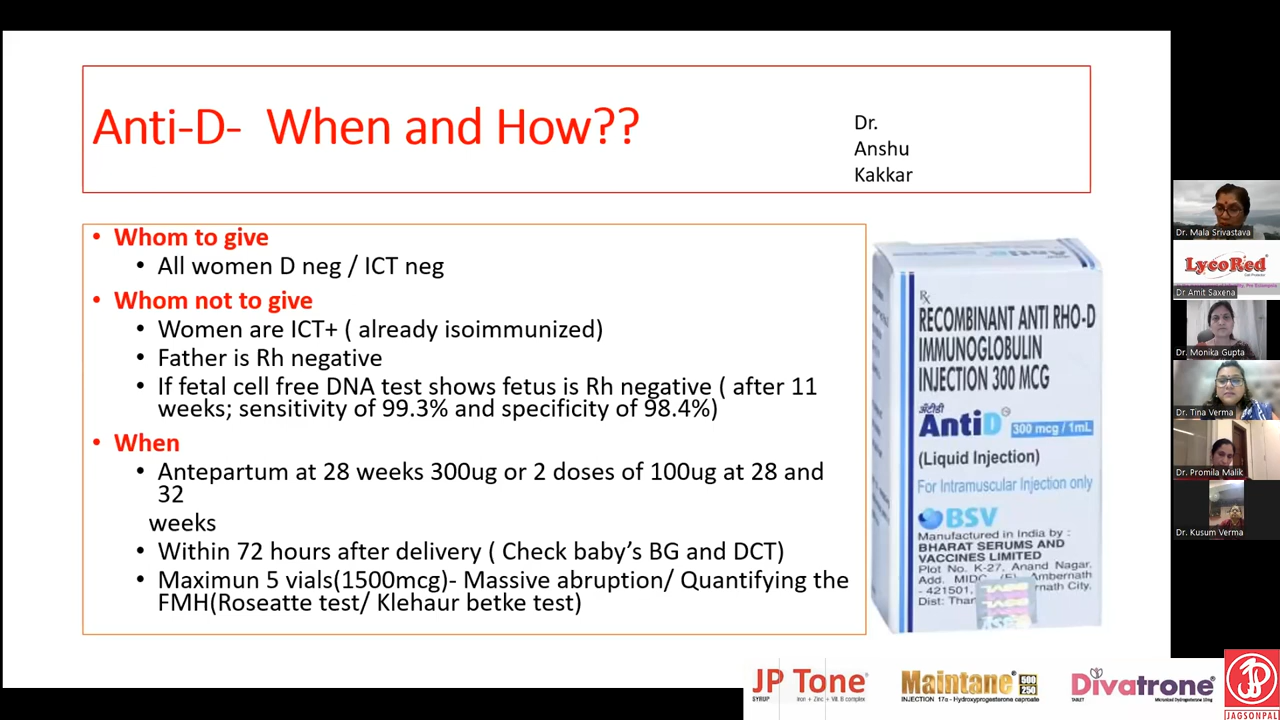 Anti-D- When and How??
Dr.
Anshu
Kakkar
• Whom to give
• All women D neg / ICT neg
• Whom not to give
• Women are ICT+ ( already isoimmunized)
• Father is Rh negative
• If fetal cell free DNA test shows fetus is Rh negative ( after 11
weeks; sensitivity of 99.3% and specificity of 98.4%)
• When
• Antepartum at 28 weeks 300ug or 2 doses of 100ug at 28 and
32
weeks
• Within 72 hours after delivery ( Check baby's BG and DCT)
• Maximun 5 vials(1500mcg)- Massive abruption/ Quantifying the
FMH(Roseatte test/ Klehaur betke test)
Rx
RECOMBINANT ANTI RHO-D
IMMUNOGLOBULIN
INJECTION 300 MCG
ॲंटीडी
AntiD 300 mcg / 1mL
(Liquid Injection)
For Intramuscular Injection only
BSV
Manufactured in India by :
BHARAT SERUMS AND
VACCINES LIMITED
Plot No. K-27, Anand Nagar,
Add. MIDC, Ambernath
- 421501, City.
Dist: Than
Dr. Mala Srivastava
LycoRed
Dr Amit Saxena
Dr. Monika Gupta
Dr. Tina Verma
Dr. Promila Malik
Dr. Kusum Verma
JP Tone
SYRUP Iron + Zinc + Vit. B complex
Maintane 500 250
INJECTION 17α - Hydroxyprogesterone caproate
Divatrone
TABLET Micronized Dydrogesterone 10mg
JAGSONPAL